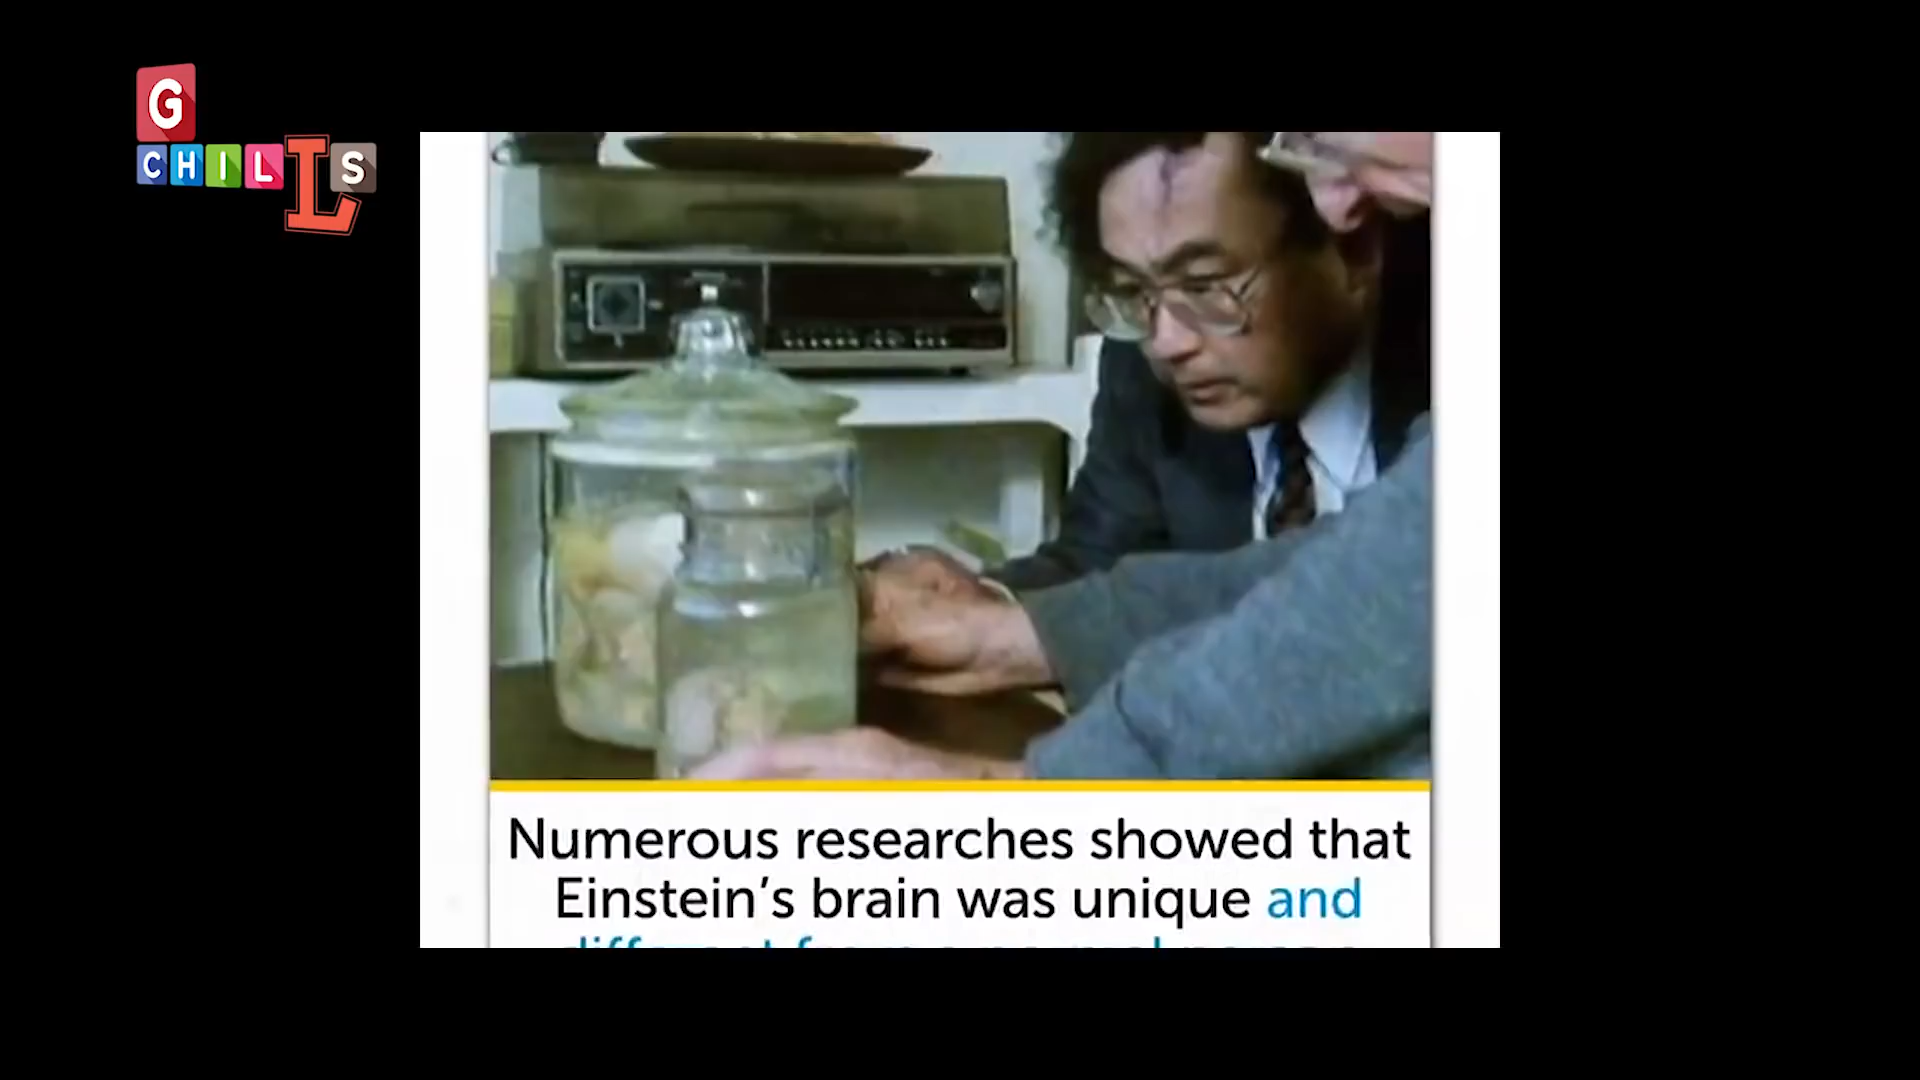 G
CHILLS
Numerous researches showed that
Einstein's brain was unique and